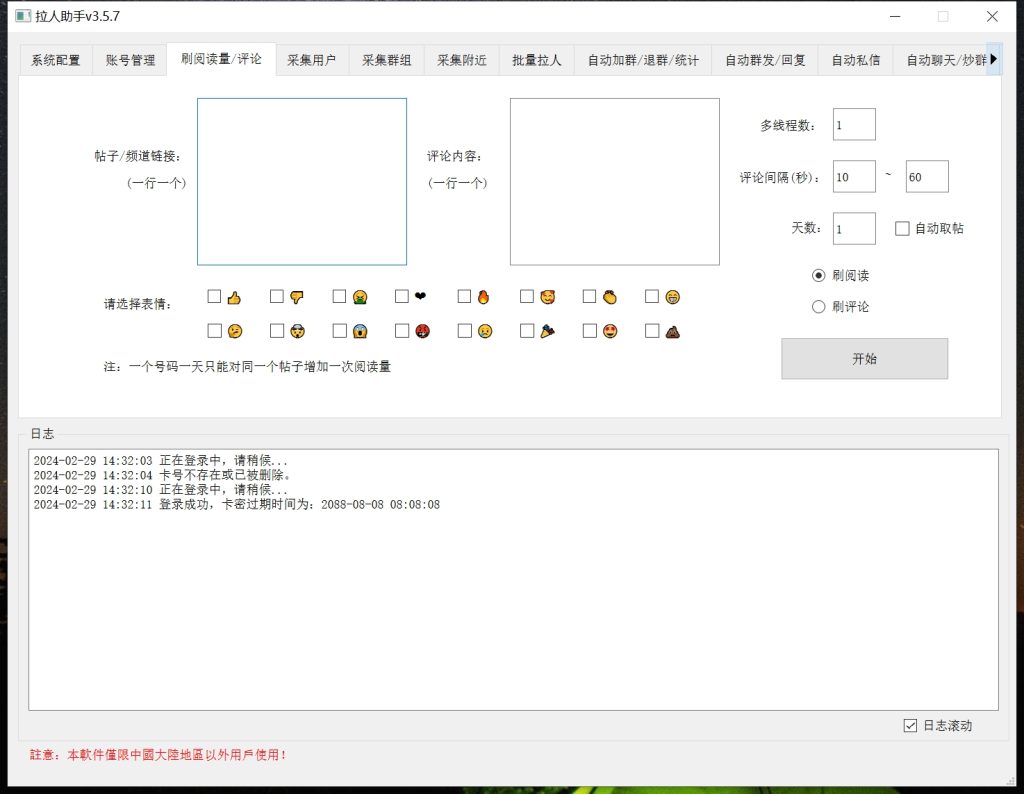 拉人助手v3.5.7
系统配置 账号管理 刷阅读量/评论 采集用户 采集群组 采集附近 批量拉人 自动加群/退群/统计 自动群发/回复 自动私信 自动聊天/炒群
帖子/频道链接:
(一行一个)
评论内容:
(一行一个)
多线程数: 1
评论间隔(秒): 10 ~ 60
天数: 1 自动取帖
请选择表情:
刷阅读
刷评论
注: 一个号码一天只能对同一个帖子增加一次阅读量
开始
日志
2024-02-29 14:32:03 正在登录中，请稍候...
2024-02-29 14:32:04 卡号不存在或已被删除。
2024-02-29 14:32:10 正在登录中，请稍候...
2024-02-29 14:32:11 登录成功，卡密过期时间为：2088-08-08 08:08:08
日志滚动
註意：本軟件僅限中國大陸地區以外用戶使用！